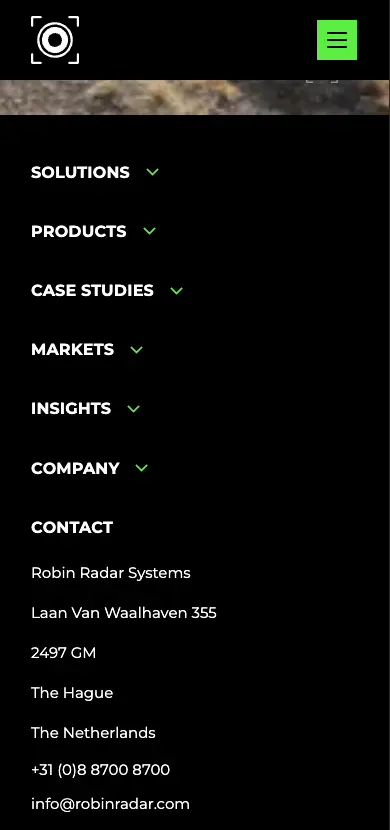 SOLUTIONS
PRODUCTS
CASE STUDIES
MARKETS
INSIGHTS
COMPANY
CONTACT
Robin Radar Systems
Laan Van Waalhaven 355
2497 GM
The Hague
The Netherlands
+31 (0)8 8700 8700
info@robinradar.com